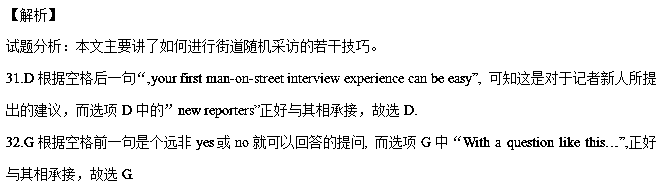 【解析】
试题分析：本文主要讲了如何进行街道随机采访的若干技巧。
31.D 根据空格后一句“,your first man-on-street interview experience can be easy”, 可知这是对于记者新人所提
出的建议，而选项 D 中的” new reporters”正好与其相承接，故选 D.
32.G 根据空格前一句是个远非 yes 或 no 就可以回答的提问, 而选项 G 中“With a question like this…”,正好
与其相承接，故选 G